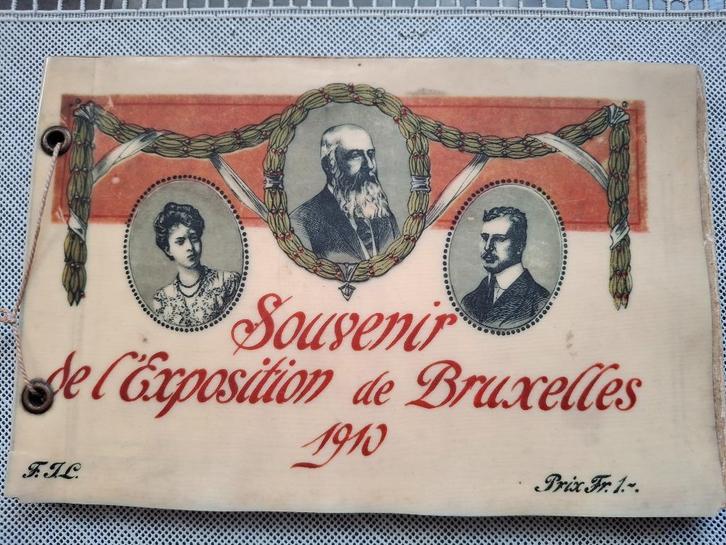 Souvenir
de l'Exposition de Bruxelles
1910
F. J. L.
Prix Fr. 1.-.